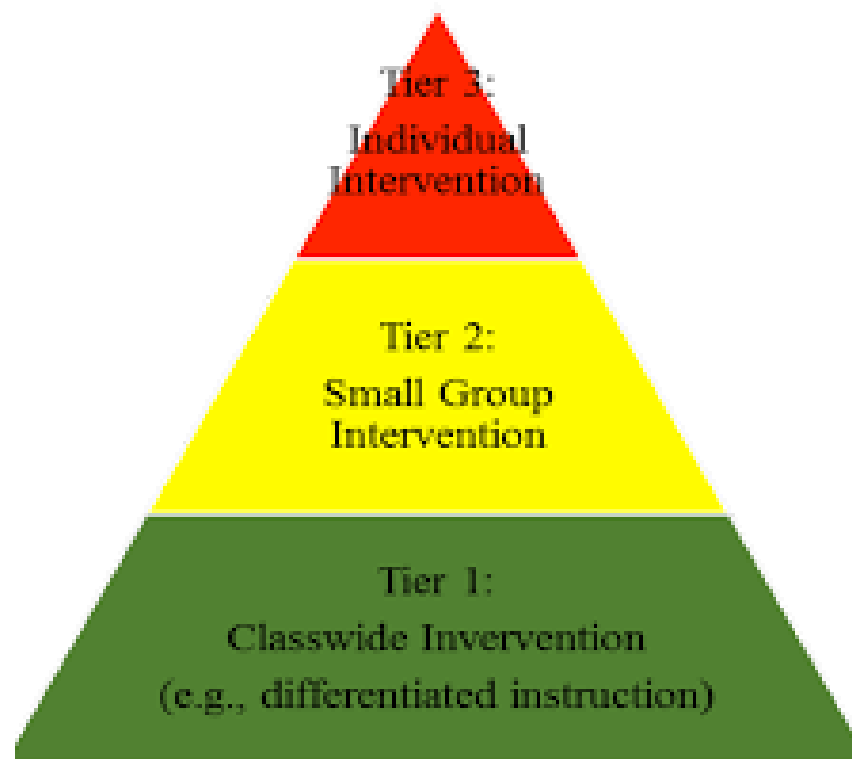 Tier 3:
Individual
Intervention
Tier 2:
Small Group
Intervention
Tier 1:
Classwide Invervention
(e.g., differentiated instruction)